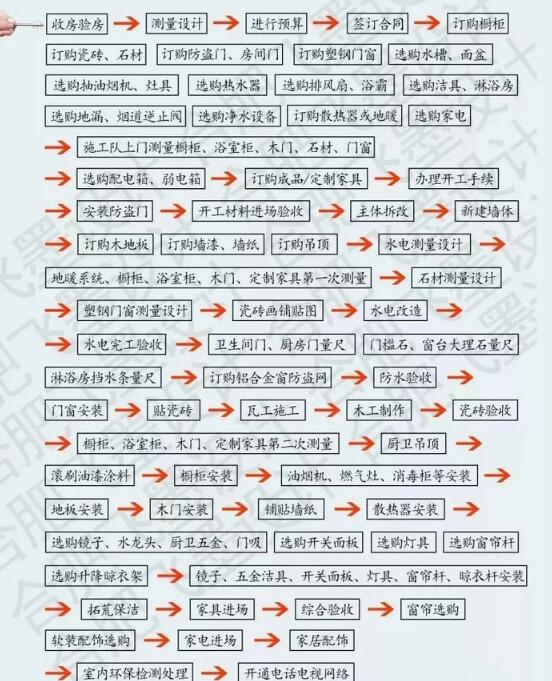 收房验房 → 测量设计 → 进行预算 → 签订合同 → 订购橱柜
订购瓷砖、石材 订购防盗门、房间门 订购塑钢门窗 选购水槽、面盆
选购抽油烟机、灶具 选购热水器 选购排风扇、浴霸 选购洁具、淋浴房
选购地漏、烟道逆止阀 选购净水设备 订购散热器或地暖 选购家电
→ 施工队上门测量橱柜、浴室柜、木门、石材、门窗
→ 选购配电箱、弱电箱 → 订购成品/定制家具 → 办理开工手续
→ 安装防盗门 → 开工材料进场验收 → 主体拆改 → 新建墙体
→ 订购木地板 订购墙漆、墙纸 订购吊顶 → 水电测量设计 →
地暖系统、橱柜、浴室柜、木门、定制家具第一次测量 → 石材测量设计
→ 塑钢门窗测量设计 → 瓷砖画铺贴图 → 水电改造 →
→ 水电完工验收 → 卫生间门、厨房门量尺 门槛石、窗台大理石量尺
淋浴房挡水条量尺 → 订购铝合金窗防盗网 → 防水验收 →
门窗安装 → 贴瓷砖 → 瓦工施工 → 木工制作 → 瓷砖验收
→ 橱柜、浴室柜、木门、定制家具第二次测量 → 厨卫吊顶 →
滚刷油漆涂料 → 橱柜安装 → 油烟机、燃气灶、消毒柜等安装 →
地板安装 → 木门安装 → 铺贴墙纸 → 散热器安装 →
选购镜子、水龙头、厨卫五金、门吸 选购开关面板 选购灯具 选购窗帘杆
选购升降晾衣架 → 镜子、五金洁具、开关面板、灯具、窗帘杆、晾衣杆安装
→ 拓荒保洁 → 家具进场 → 综合验收 → 窗帘选购
软装配饰选购 → 家电进场 → 家居配饰
→ 室内环保检测处理 → 开通电话电视网络